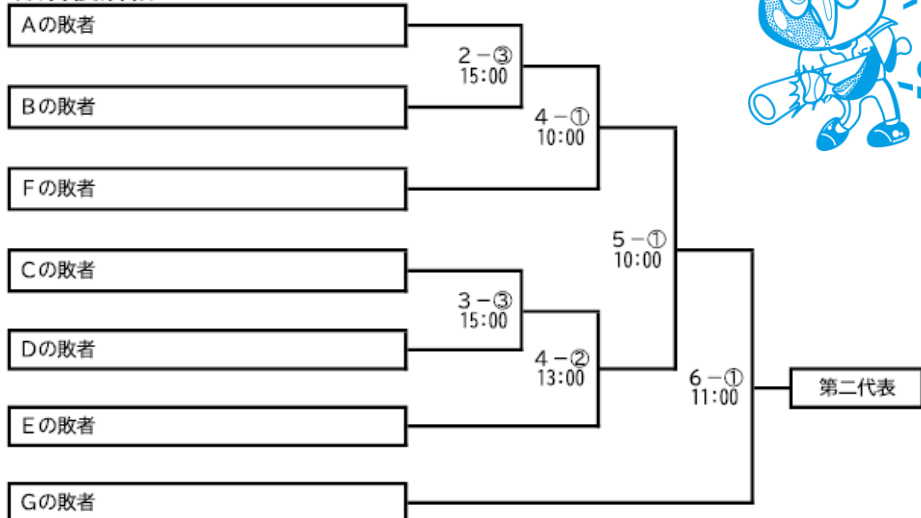 Aの敗者
2-③
15:00
Bの敗者
4-①
10:00
Fの敗者
5-①
10:00
Cの敗者
3-③
15:00
Dの敗者
4-②
13:00
6-①
11:00
第二代表
Eの敗者
Gの敗者